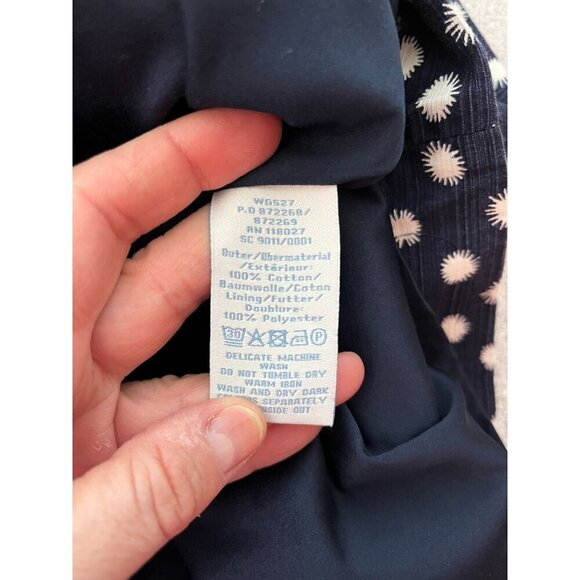 WG527
P.O 872268/
872269
RN 118027
SC 9011/0001
Outer/Obermaterial
/Extérieur:
100% Cotton/
Baumwolle/Coton
Lining/Futter/
Doublure:
100% Polyester
30 P
DELICATE MACHINE
WASH
DO NOT TUMBLE DRY
WARM IRON
WASH AND DRY DARK
SEPARATELY
INSIDE OUT